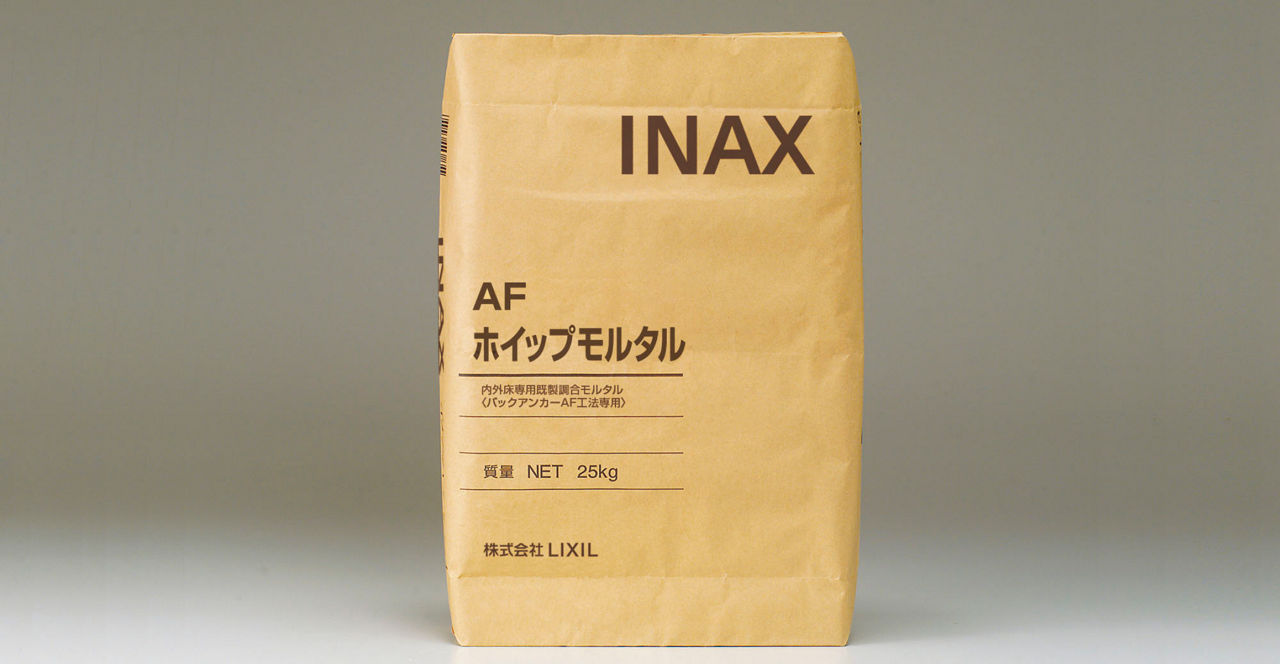 INAX
AF
ホイップモルタル
内外床専用既製調合モルタル
〈バックアンカーAF工法専用〉
質量 NET 25kg
株式会社 LIXIL
INAX